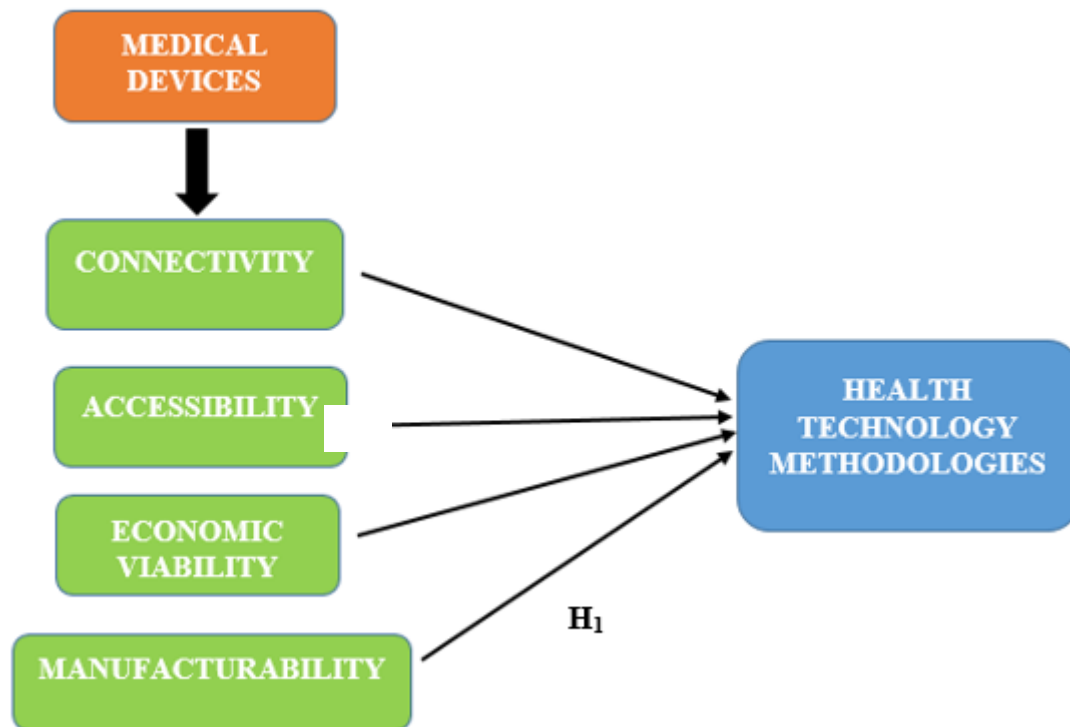 MEDICAL
DEVICES
CONNECTIVITY
ACCESSIBILITY
HEALTH
TECHNOLOGY
METHODOLOGIES
ECONOMIC
VIABILITY
H₁
MANUFACTURABILITY